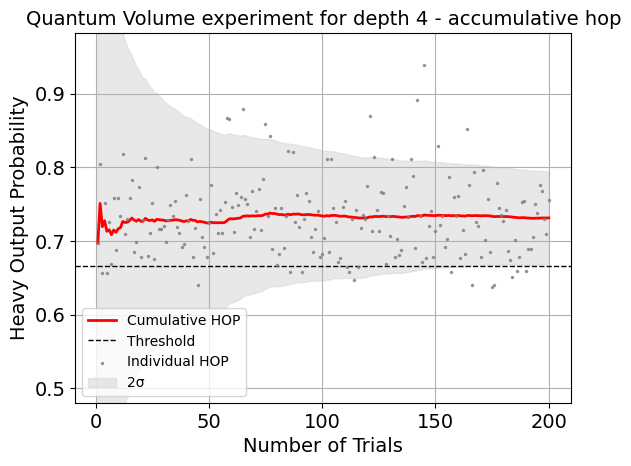 Quantum Volume experiment for depth 4 - accumulative hop
Heavy Output Probability
0.9
0.8
0.7
0.6
0.5
Cumulative HOP
Threshold
Individual HOP
2σ
0 50 100 150 200
Number of Trials